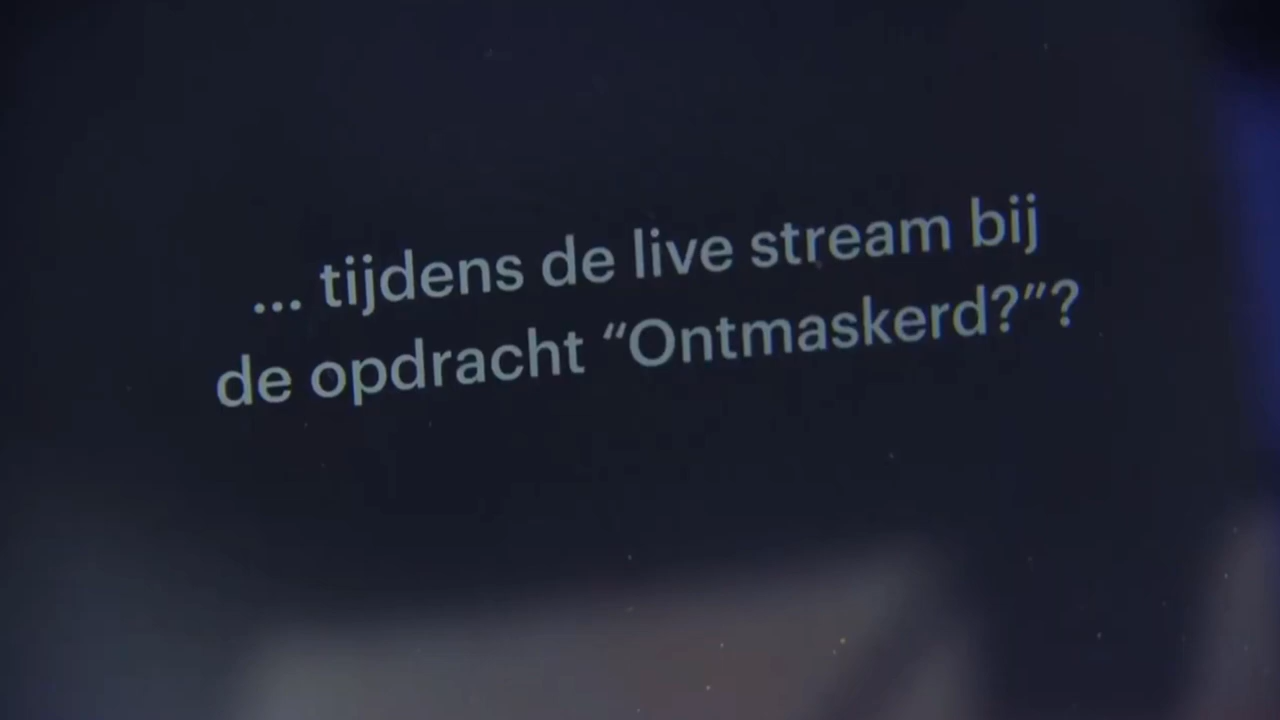 ... tijdens de live stream bij
de opdracht “Ontmaskerd?”?